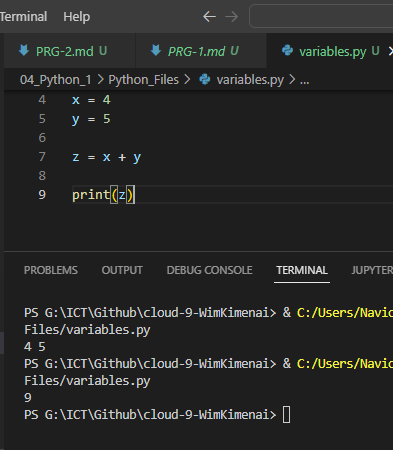 Terminal Help
PRG-2.md U PRG-1.md U variables.py U
04_Python_1 > Python_Files > variables.py > ...
4 x = 4
5 y = 5
6
7 z = x + y
8
9 print(z)
PROBLEMS OUTPUT DEBUG CONSOLE TERMINAL JUPYTER
PS G:\ICT\Github\cloud-9-WimKimenai> & C:/Users/Navic
Files/variables.py
4 5
PS G:\ICT\Github\cloud-9-WimKimenai> & C:/Users/Navic
Files/variables.py
9
PS G:\ICT\Github\cloud-9-WimKimenai>